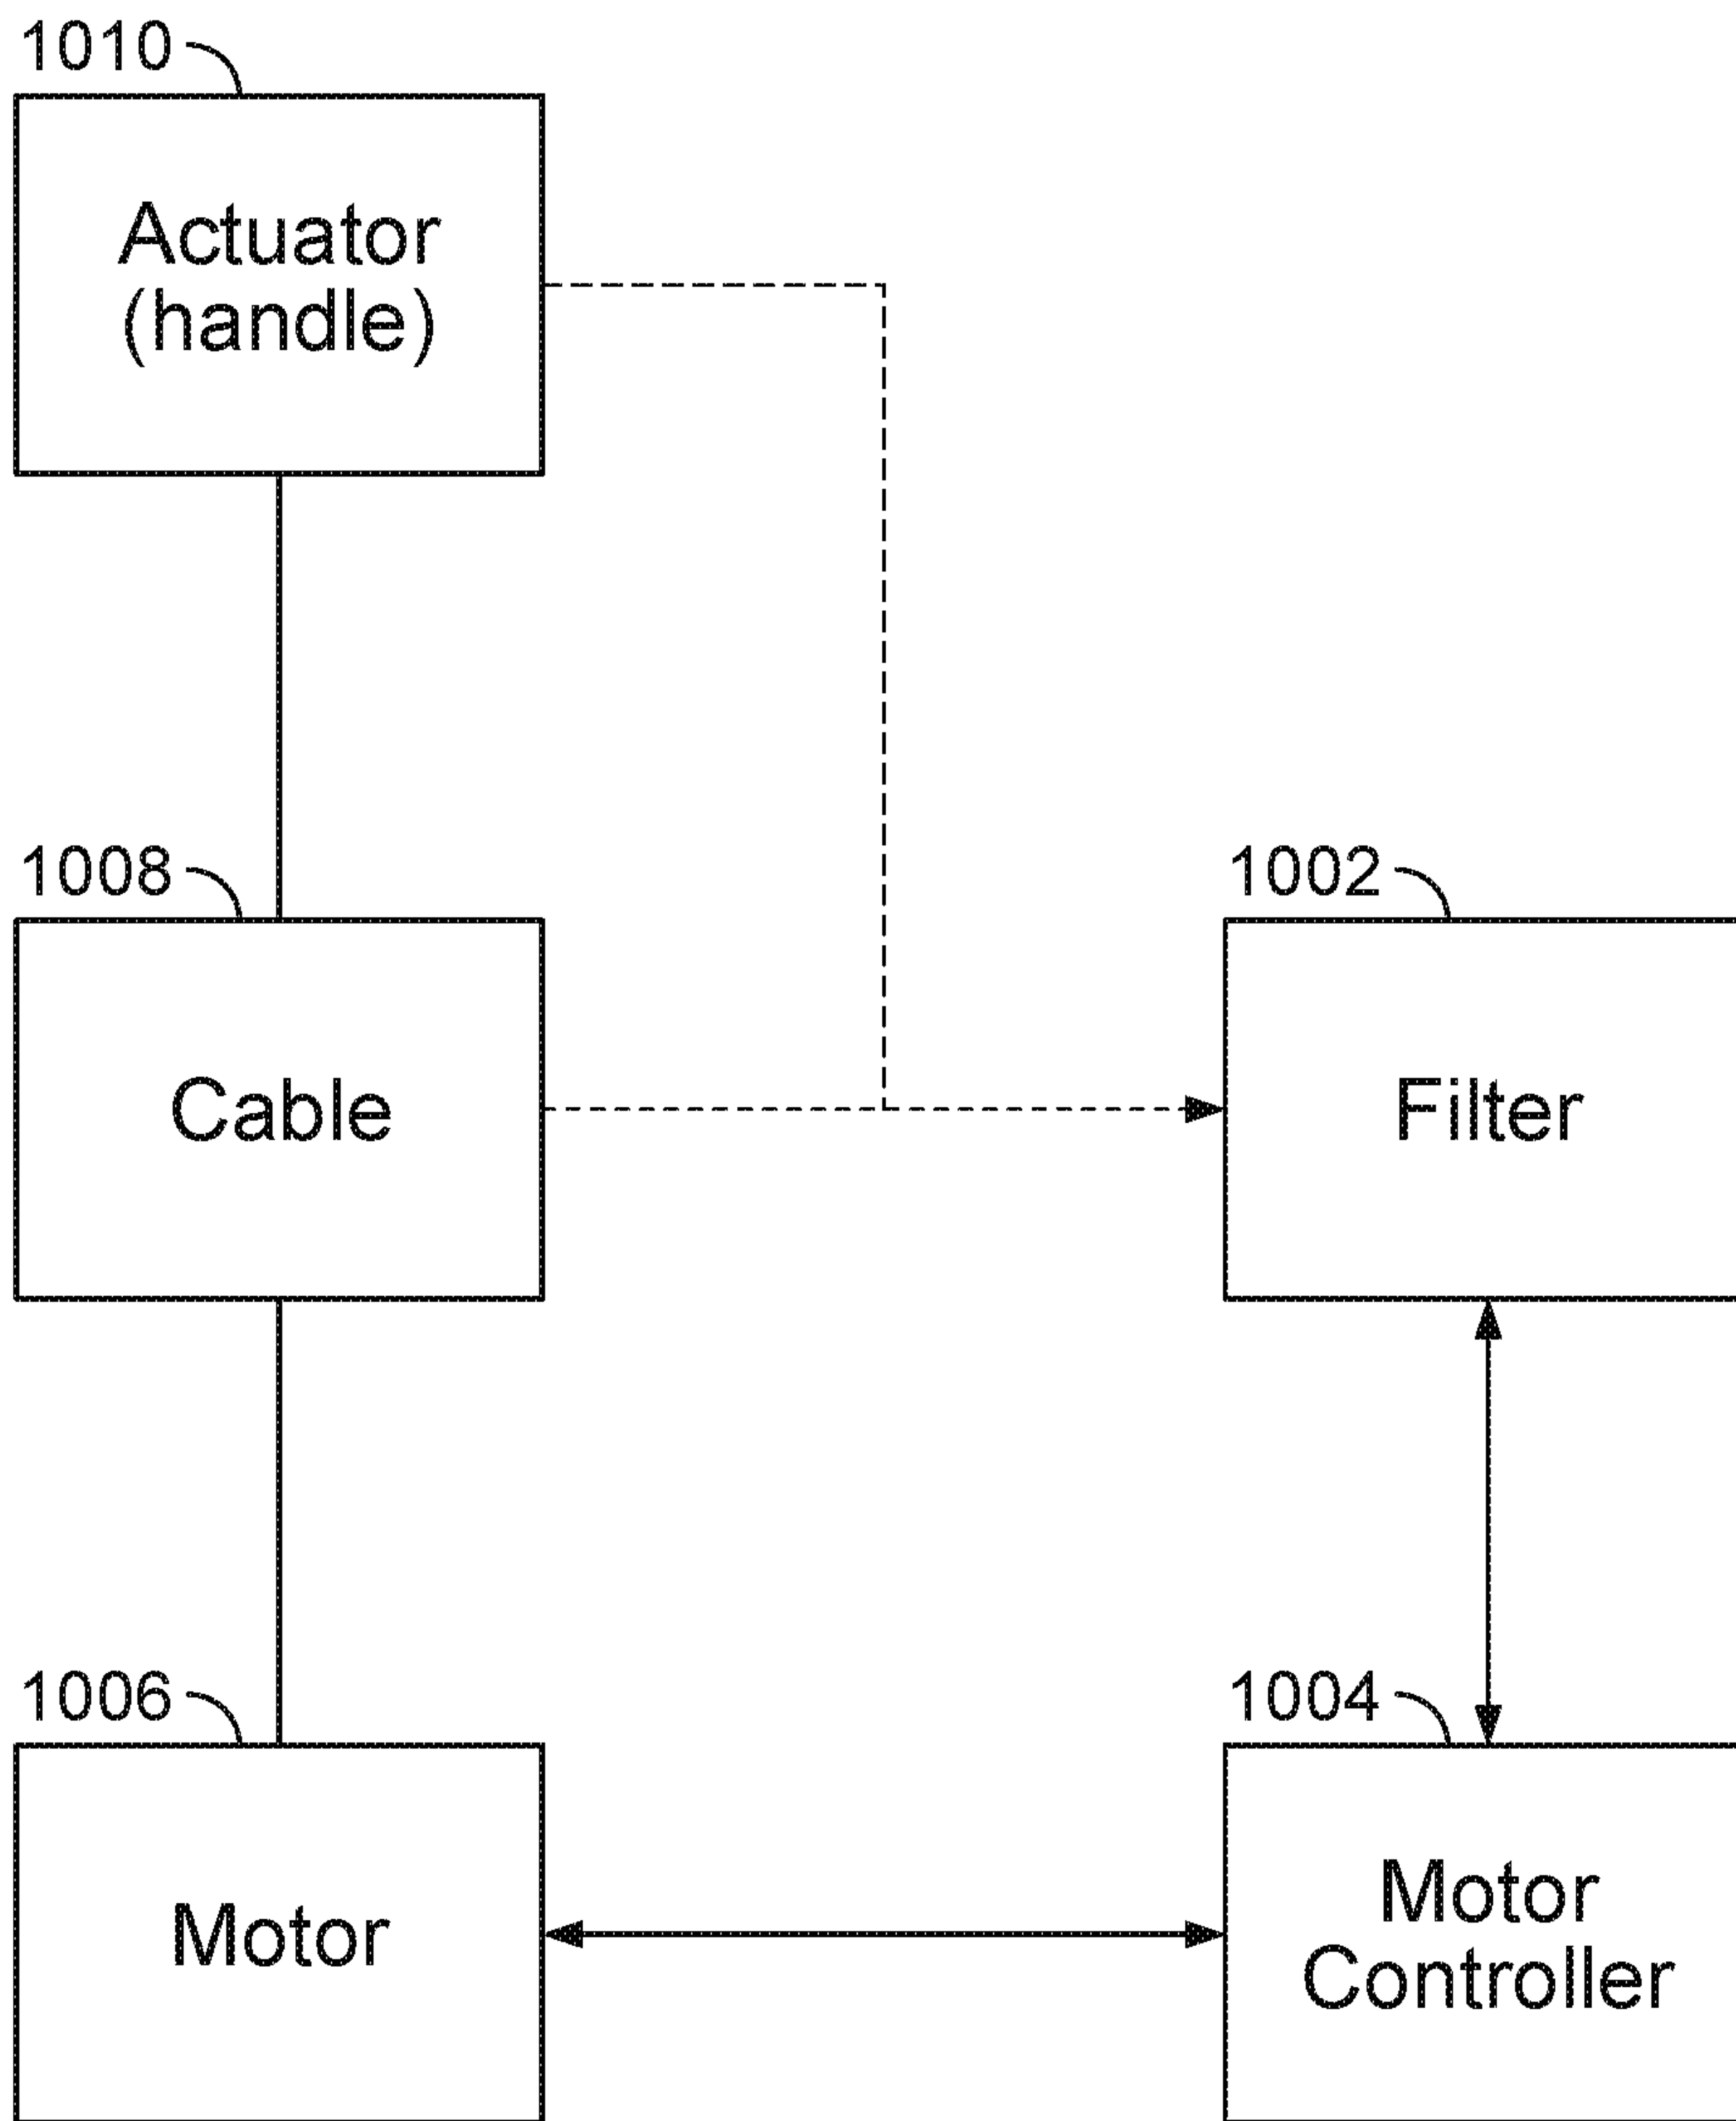 1010
Actuator
(handle)
1008
Cable
1002
Filter
1006
Motor
1004
Motor
Controller